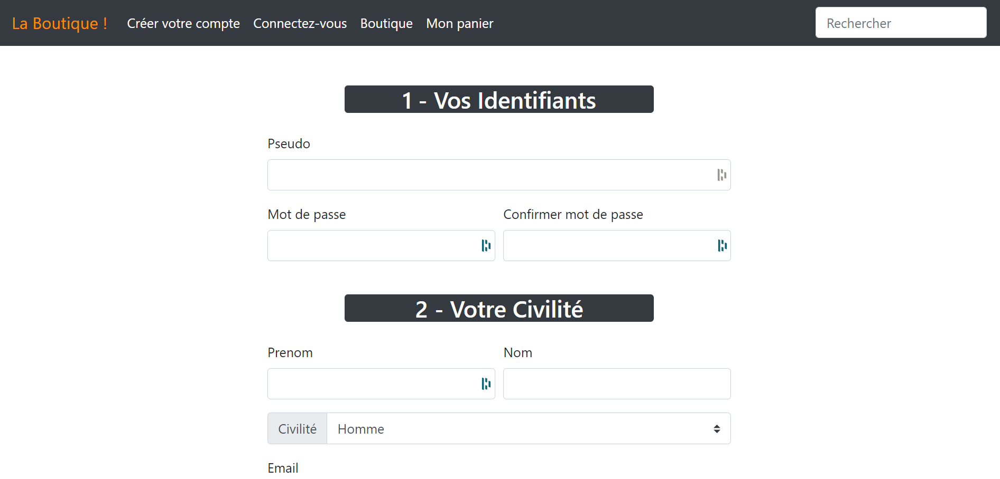 La Boutique ! Créer votre compte Connectez-vous Boutique Mon panier Rechercher
1 - Vos Identifiants
Pseudo
Mot de passe Confirmer mot de passe
2 - Votre Civilité
Prenom Nom
Civilité Homme
Email